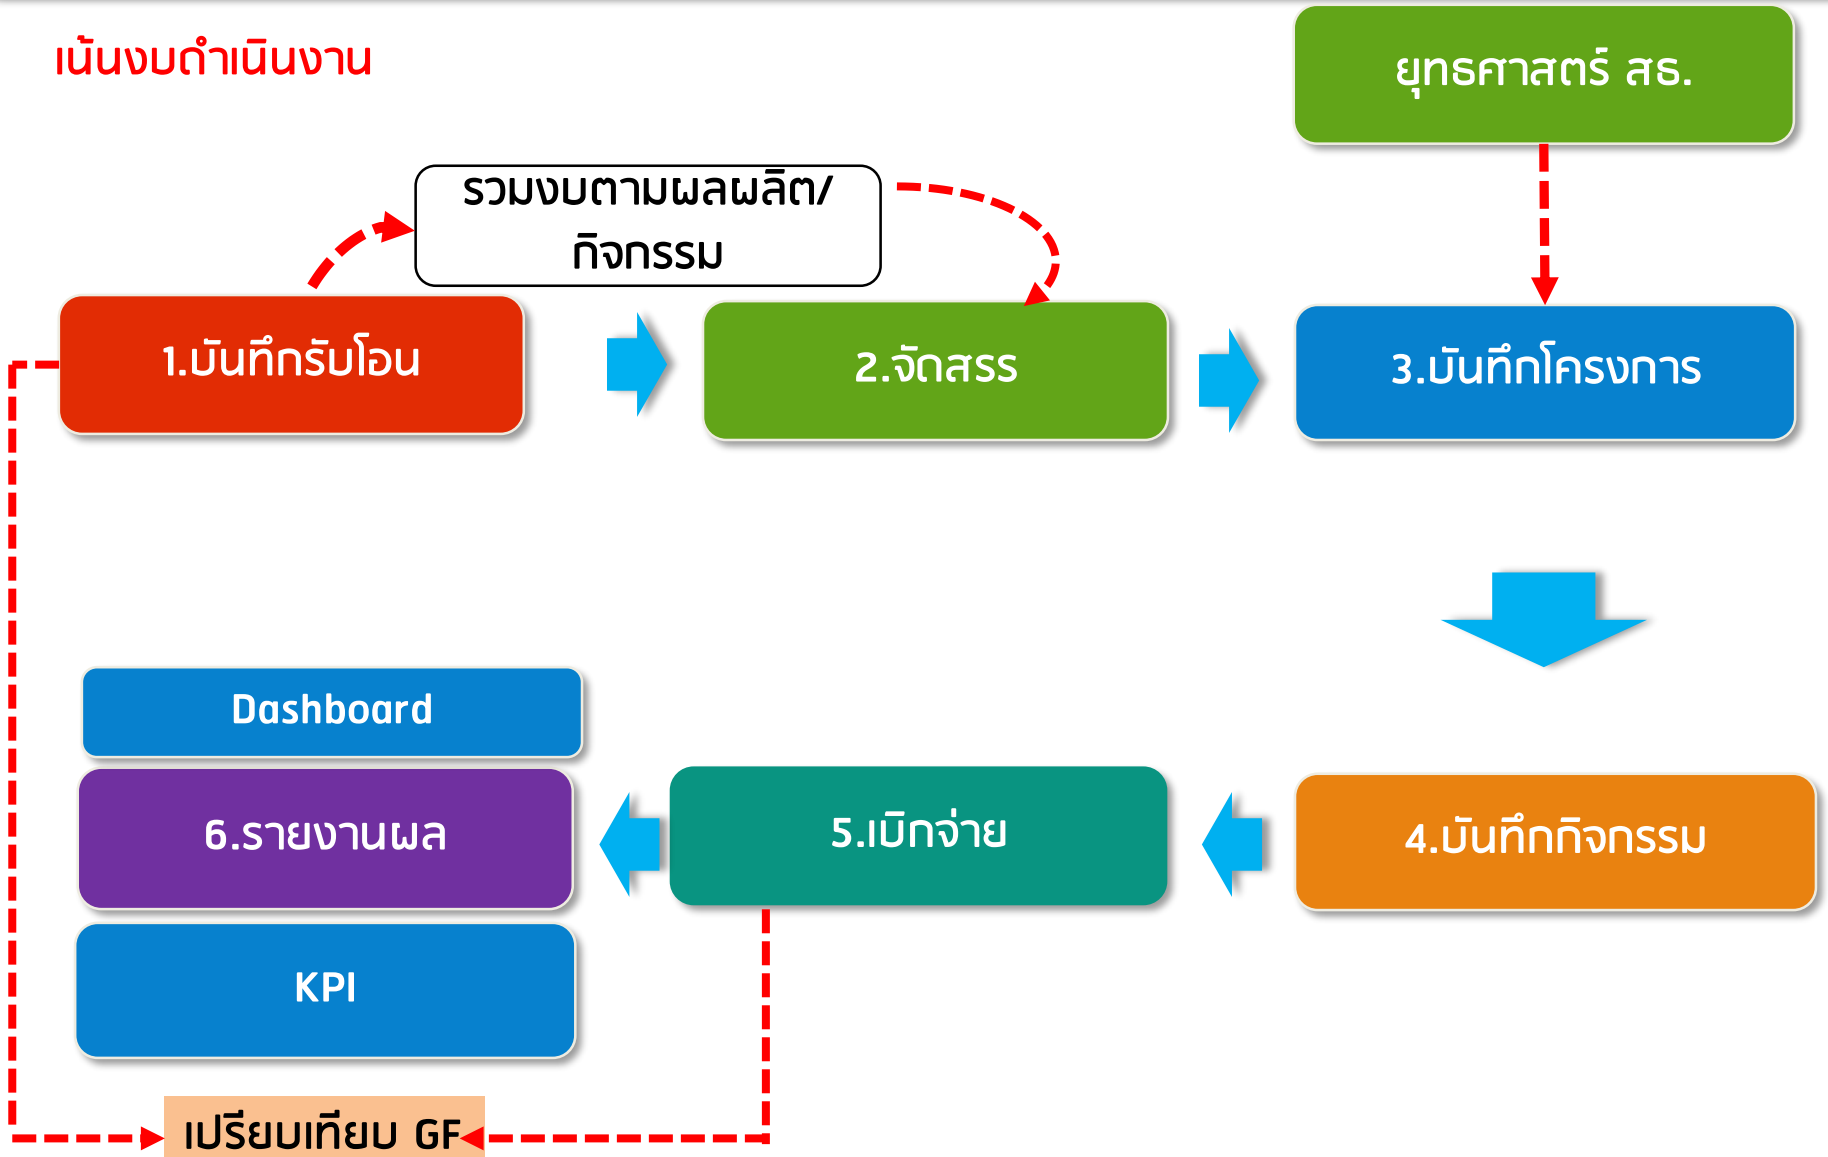 เน้นงบดำเนินงาน
ยุทธศาสตร์ สธ.
รวมงบตามผลผลิต/
กิจกรรม
1.บันทึกรับโอน
2.จัดสรร
3.บันทึกโครงการ
Dashboard
6.รายงานผล
5.เบิกจ่าย
4.บันทึกกิจกรรม
KPI
เปรียบเทียบ GF